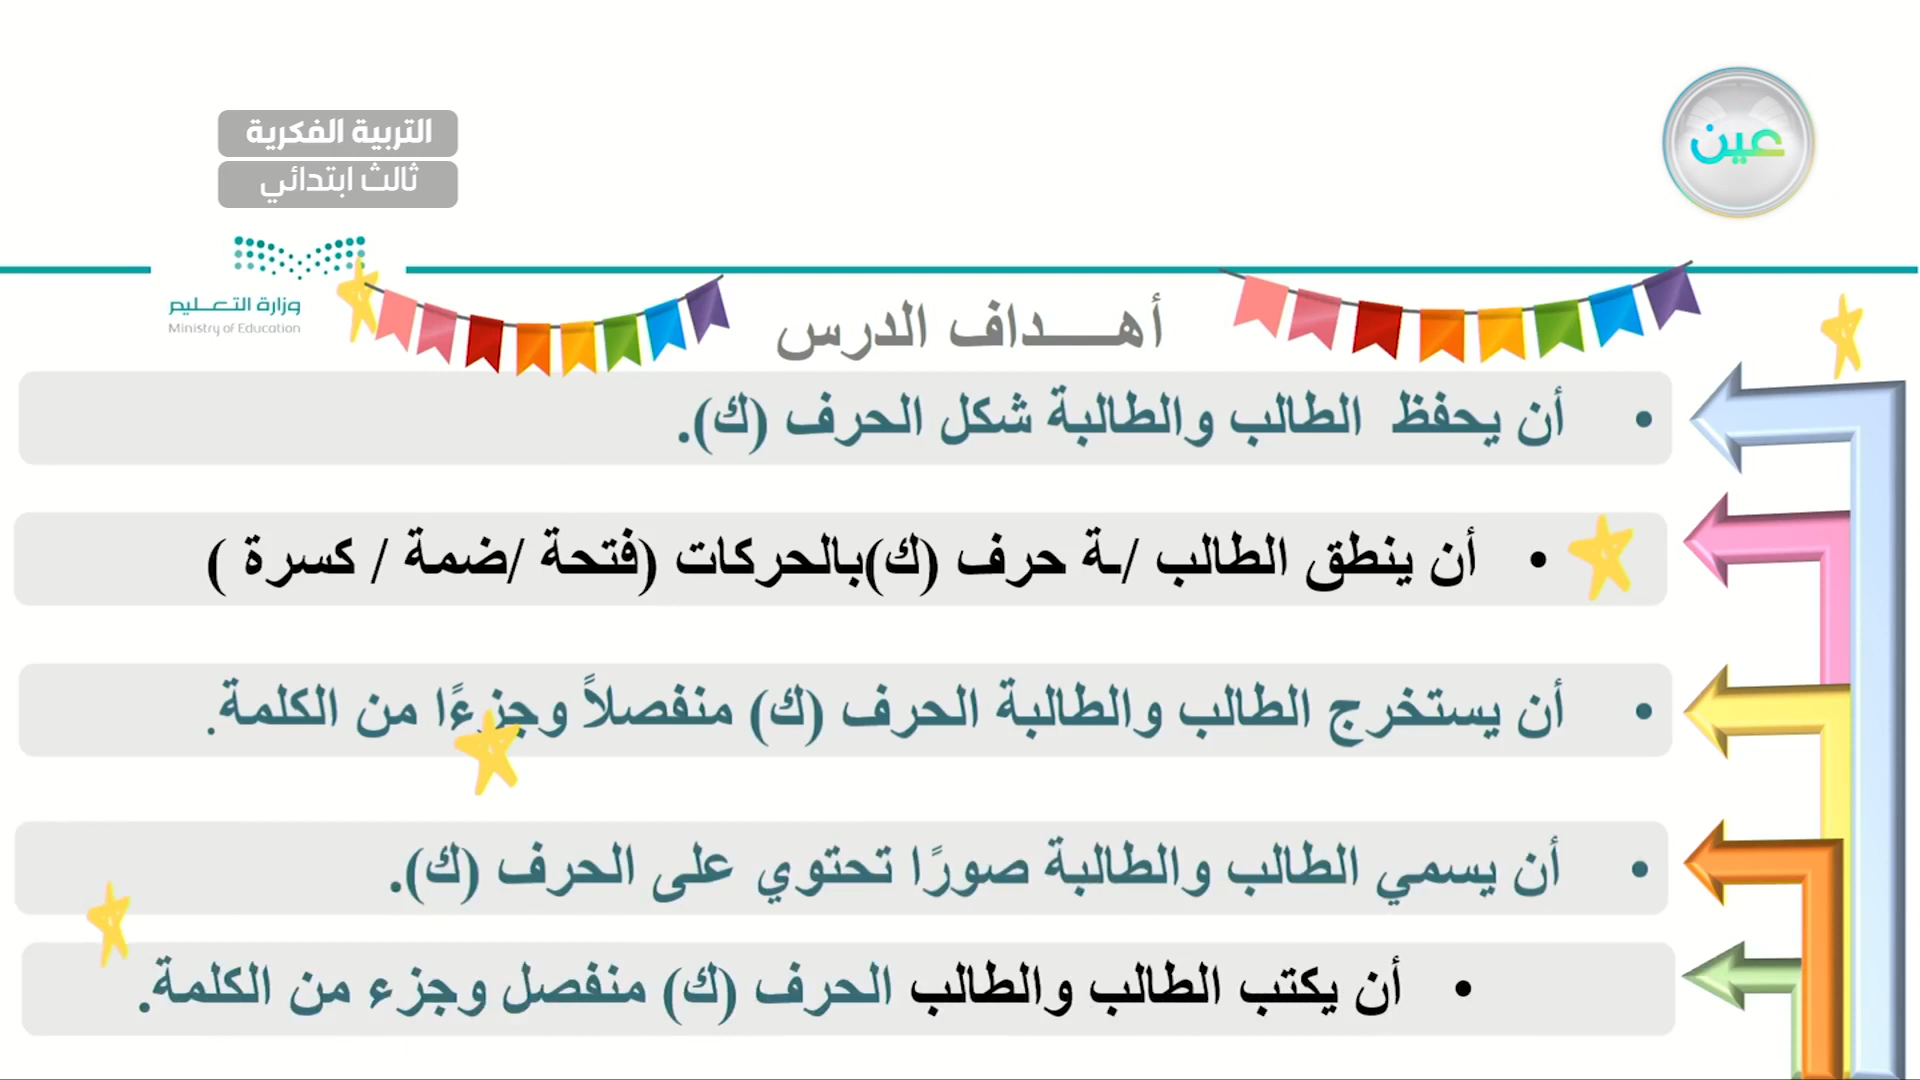 عين
التربية الفكرية
ثالث ابتدائي
وزارة التعـليم
Ministry of Education
أهــــداف الدرس
• أن يحفظ الطالب والطالبة شكل الحرف (ك).
• أن ينطق الطالب /ـة حرف (ك)بالحركات (فتحة /ضمة / كسرة )
• أن يستخرج الطالب والطالبة الحرف (ك) منفصلاً وجزءًا من الكلمة.
• أن يسمي الطالب والطالبة صورًا تحتوي على الحرف (ك).
• أن يكتب الطالب والطالب الحرف (ك) منفصل وجزء من الكلمة.